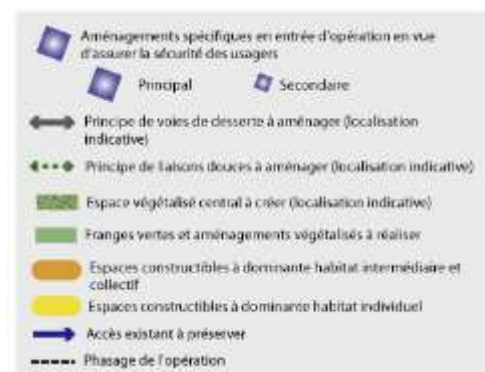 Aménagements spécifiques en entrée d'opération en vue
d'assurer la sécurité des usagers
Principal
Secondaire
Principe de voies de desserte à aménager (localisation
indicative)
Principe de liaisons douces à aménager (localisation indicative)
Espace végétalisé central à créer (localisation indicative)
Franges vertes et aménagements végétalisés à réaliser
Espaces constructibles à dominante habitat intermédiaire et
collectif
Espaces constructibles à dominante habitat individuel
Accès existant à préserver
Phasage de l'opération